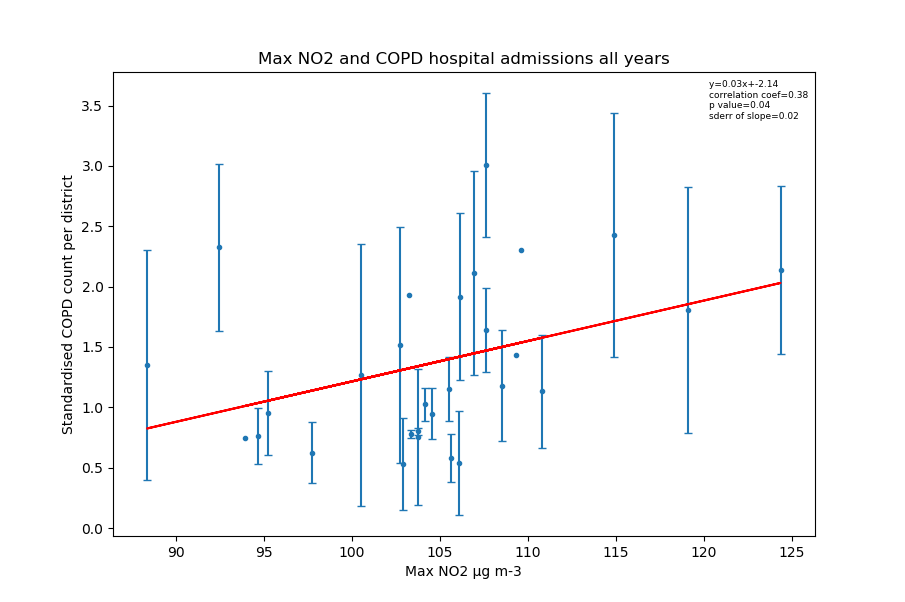 Max NO2 and COPD hospital admissions all years
y=0.03x+-2.14
correlation coef=0.38
p value=0.04
sderr of slope=0.02
Standardised COPD count per district
3.5
3.0
2.5
2.0
1.5
1.0
0.5
0.0
90 95 100 105 110 115 120 125
Max NO2 µg m-3